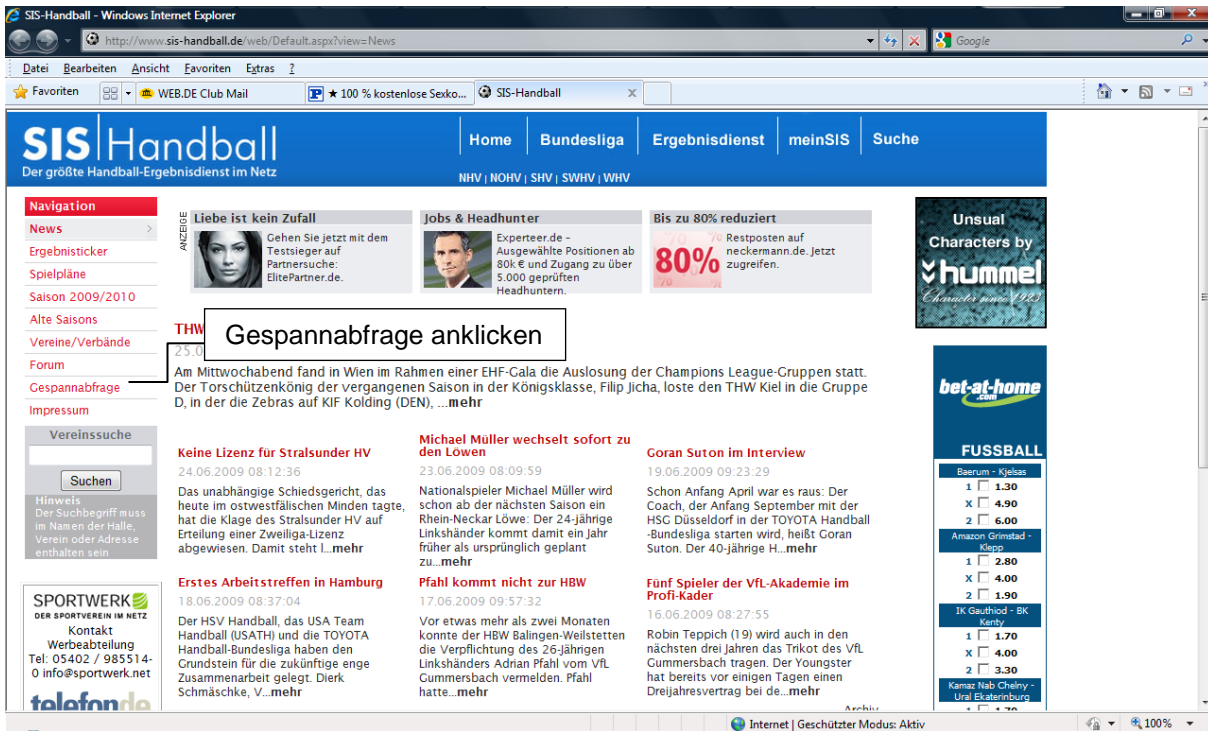 SIS-Handball - Windows Internet Explorer
http://www.sis-handball.de/web/Default.aspx?view=News
Google
Datei Bearbeiten Ansicht Favoriten Extras ?
Favoriten
WEB.DE Club Mail
★ 100 % kostenlose Sexko...
SIS-Handball
SIS Handball
Der größte Handball-Ergebnisdienst im Netz
Home Bundesliga Ergebnisdienst meinSIS Suche
NHV | NOHV | SHV | SWHV | WHV
Navigation
News
Ergebnisticker
Spielpläne
Saison 2009/2010
Alte Saisons
Vereine/Verbände
Forum
Gespannabfrage
Impressum
Vereinssuche
Suchen
Hinweis
Der Suchbegriff muss
im Namen der Halle,
Verein oder Adresse
enthalten sein
SPORTWERK
DER SPORTVEREIN IM NETZ
Kontakt
Werbeabteilung
Tel: 05402 / 985514-
0 info@sportwerk.net
telefon.de
ANZEIGE
Liebe ist kein Zufall
Gehen Sie jetzt mit dem
Testsieger auf
Partnersuche:
ElitePartner.de.
Jobs & Headhunter
Experteer.de -
Ausgewählte Positionen ab
80k € und Zugang zu über
5.000 geprüften
Headhuntern.
Bis zu 80% reduziert
80%
Restposten auf
neckermann.de. Jetzt
zugreifen.
Gespannabfrage anklicken
THW
25.0
Am Mittwochabend fand in Wien im Rahmen einer EHF-Gala die Auslosung der Champions League-Gruppen statt.
Der Torschützenkönig der vergangenen Saison in der Königsklasse, Filip Jicha, loste den THW Kiel in die Gruppe
D, in der die Zebras auf KIF Kolding (DEN), ...mehr
Keine Lizenz für Stralsunder HV
24.06.2009 08:12:36
Das unabhängige Schiedsgericht, das
heute im ostwestfälischen Minden tagte,
hat die Klage des Stralsunder HV auf
Erteilung einer Zweiliga-Lizenz
abgewiesen. Damit steht l...mehr
Michael Müller wechselt sofort zu
den Löwen
23.06.2009 08:09:59
Nationalspieler Michael Müller wird
schon ab der nächsten Saison ein
Rhein-Neckar Löwe: Der 24-jährige
Linkshänder kommt damit ein Jahr
früher als ursprünglich geplant
zu...mehr
Goran Suton im Interview
19.06.2009 09:23:29
Schon Anfang April war es raus: Der
Coach, der Anfang September mit der
HSG Düsseldorf in der TOYOTA Handball
-Bundesliga starten wird, heißt Goran
Suton. Der 40-jährige H...mehr
Erstes Arbeitstreffen in Hamburg
18.06.2009 08:37:04
Der HSV Handball, das USA Team
Handball (USATH) und die TOYOTA
Handball-Bundesliga haben den
Grundstein für die zukünftige enge
Zusammenarbeit gelegt. Dierk
Schmäschke, V...mehr
Pfahl kommt nicht zur HBW
17.06.2009 09:57:32
Vor etwas mehr als zwei Monaten
konnte der HBW Balingen-Weilstetten
die Verpflichtung des 26-Jährigen
Linkshänders Adrian Pfahl vom VfL
Gummersbach vermelden. Pfahl
hatte...mehr
Fünf Spieler der VfL-Akademie im
Profi-Kader
16.06.2009 08:27:55
Robin Teppich (19) wird auch in den
nächsten drei Jahren das Trikot des VfL
Gummersbach tragen. Der Youngster
hat bereits vor einigen Tagen einen
Dreijahresvertrag bei de...mehr
Archiv
Unsual
Characters by
hummel
Character since 1923
bet-at-home
.com
FUSSBALL
Baerum - Kjelsas
1 1.30
X 4.90
2 6.00
Amazon Grimstad -
Klepp
1 2.80
X 4.00
2 1.90
IK Gauthiod - BK
Kenty
1 1.70
X 4.00
2 3.30
Kamaz Nab Chelny -
Ural Ekaterinburg
1 1.70
Internet | Geschützter Modus: Aktiv
100%